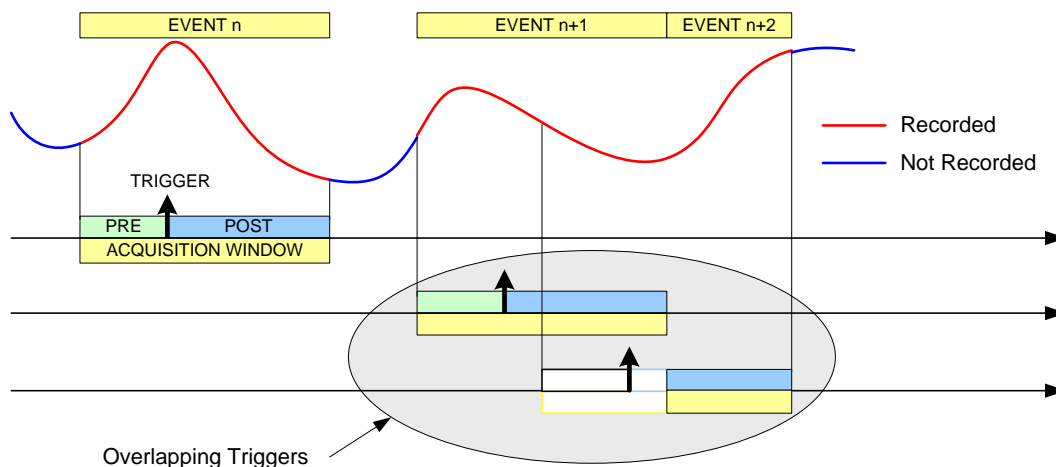 EVENT n
EVENT n+1
EVENT n+2
Recorded
Not Recorded
TRIGGER
PRE
POST
ACQUISITION WINDOW
Overlapping Triggers